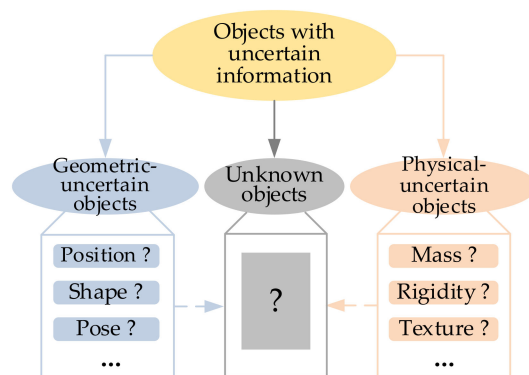 Objects with
uncertain
information
Geometric-
uncertain
objects
Unknown
objects
Physical-
uncertain
objects
Position ?
Shape ?
Pose ?
...
?
Mass ?
Rigidity ?
Texture ?
...